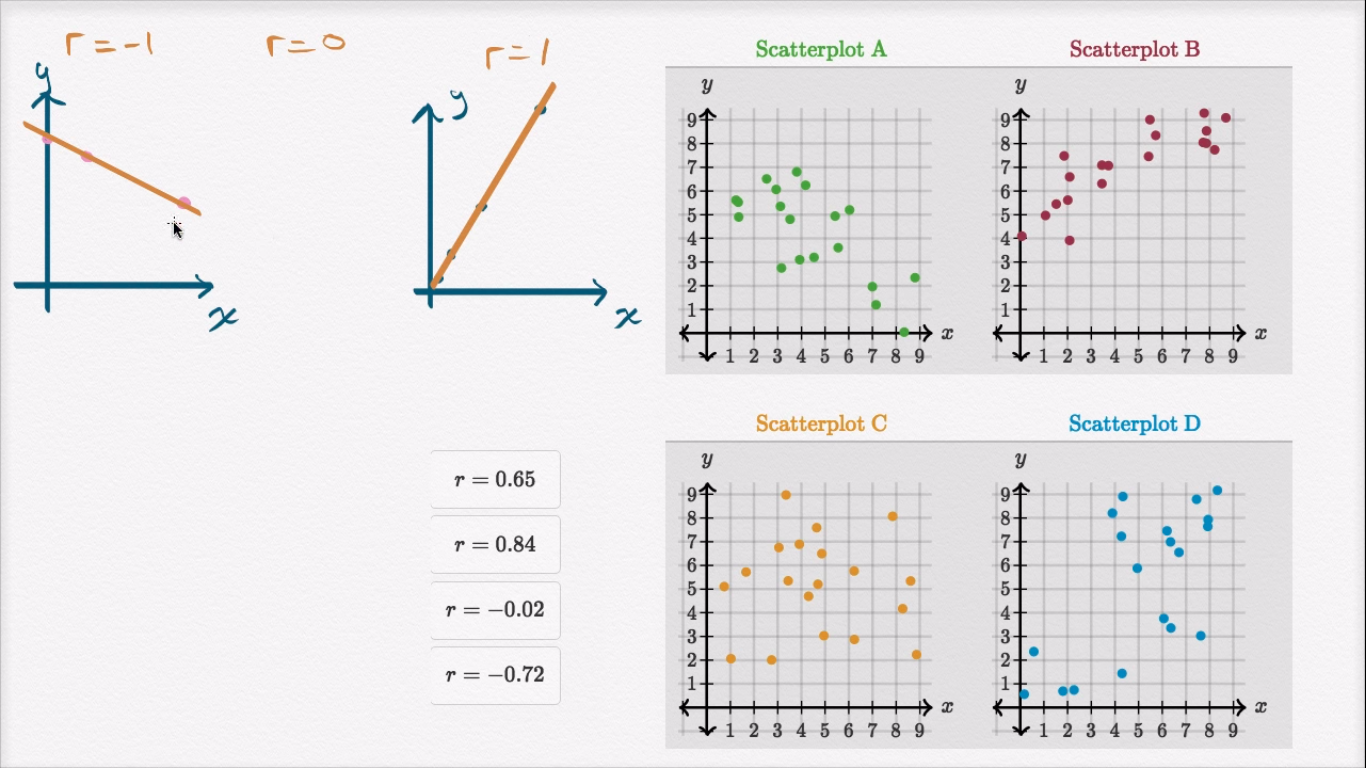 r = -1
r = 0
r = 1
y
x
y
x
Scatterplot A
y
9
8
7
6
5
4
3
2
1
1 2 3 4 5 6 7 8 9
x
Scatterplot B
y
9
8
7
6
5
4
3
2
1
1 2 3 4 5 6 7 8 9
x
Scatterplot C
y
9
8
7
6
5
4
3
2
1
1 2 3 4 5 6 7 8 9
x
Scatterplot D
y
9
8
7
6
5
4
3
2
1
1 2 3 4 5 6 7 8 9
x
r = 0.65
r = 0.84
r = −0.02
r = −0.72